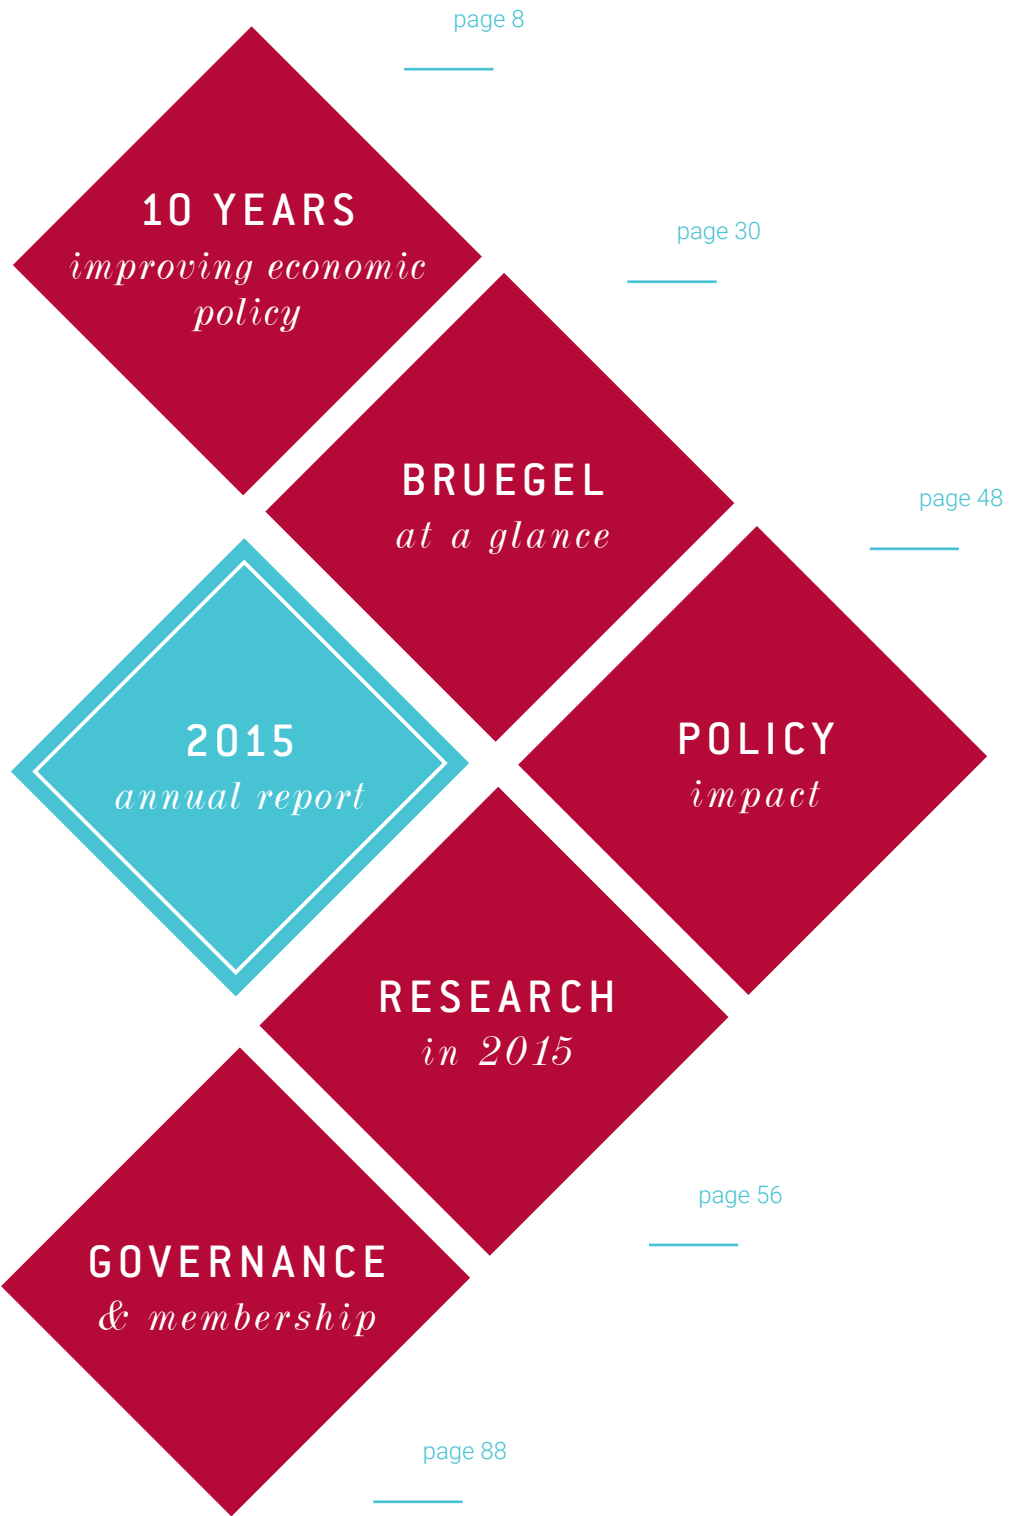 page 8
10 YEARS
improving economic
policy
page 30
BRUEGEL
at a glance
page 48
2015
annual report
POLICY
impact
RESEARCH
in 2015
page 56
GOVERNANCE
& membership
page 88